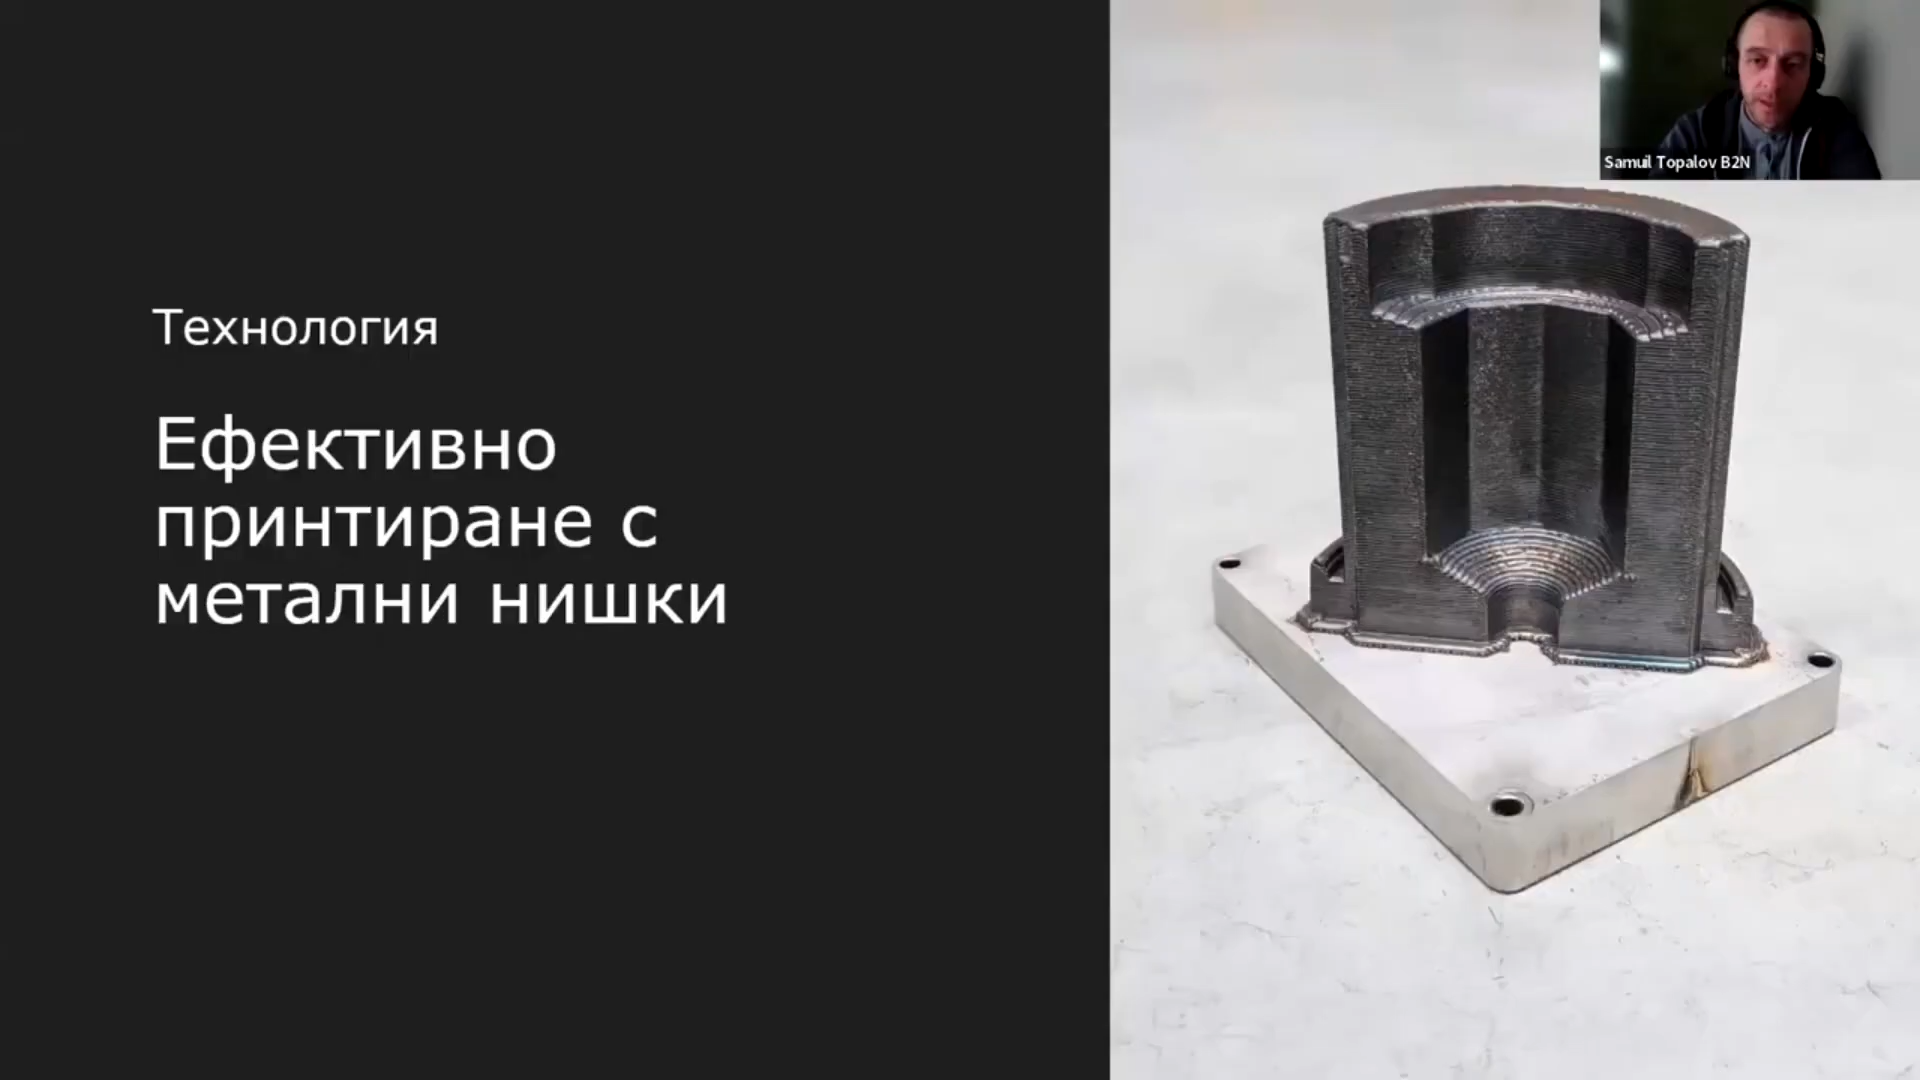 Технология
Ефективно
принтиране с
метални нишки
Samuil Topalov B2N